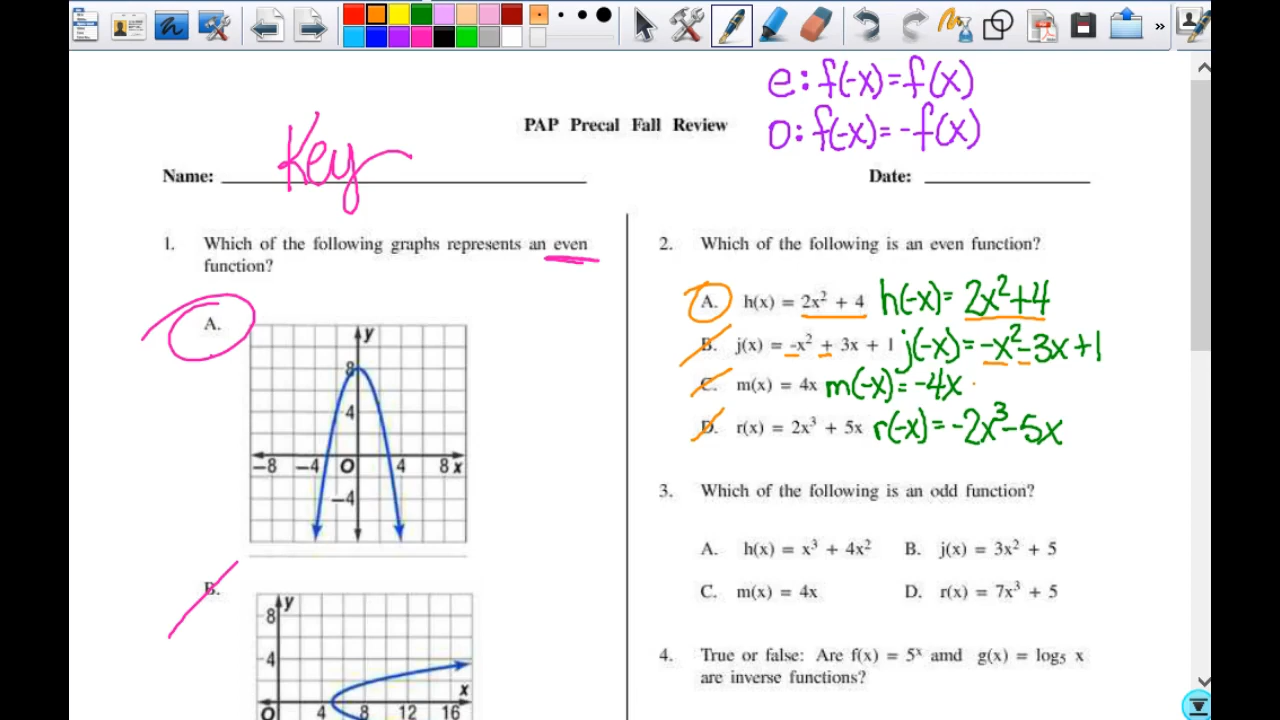 e: f(-x) = f(x)
PAP Precal Fall Review
o: f(-x) = -f(x)
Name: Key
Date:
1. Which of the following graphs represents an even
function?
A.
y
8
4
-8 -4 O 4 8 x
-4
B.
y
8
4
x
O 4 8 12 16
2. Which of the following is an even function?
A. h(x) = 2x² + 4 h(-x) = 2x² + 4
B. j(x) = -x² + 3x + 1 j(-x) = -x² - 3x + 1
C. m(x) = 4x m(-x) = -4x
D. r(x) = 2x³ + 5x r(-x) = -2x³ - 5x
3. Which of the following is an odd function?
A. h(x) = x³ + 4x² B. j(x) = 3x² + 5
C. m(x) = 4x D. r(x) = 7x³ + 5
4. True or false: Are f(x) = 5ˣ amd g(x) = log₅ x
are inverse functions?